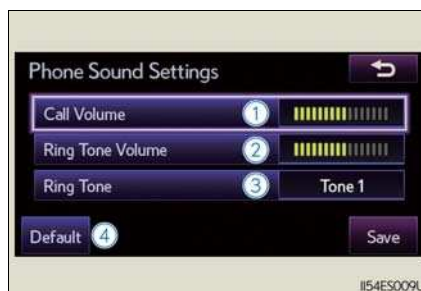 Phone Sound Settings
Call Volume 1
Ring Tone Volume 2
Ring Tone 3 Tone 1
Default 4 Save
II54ES009U